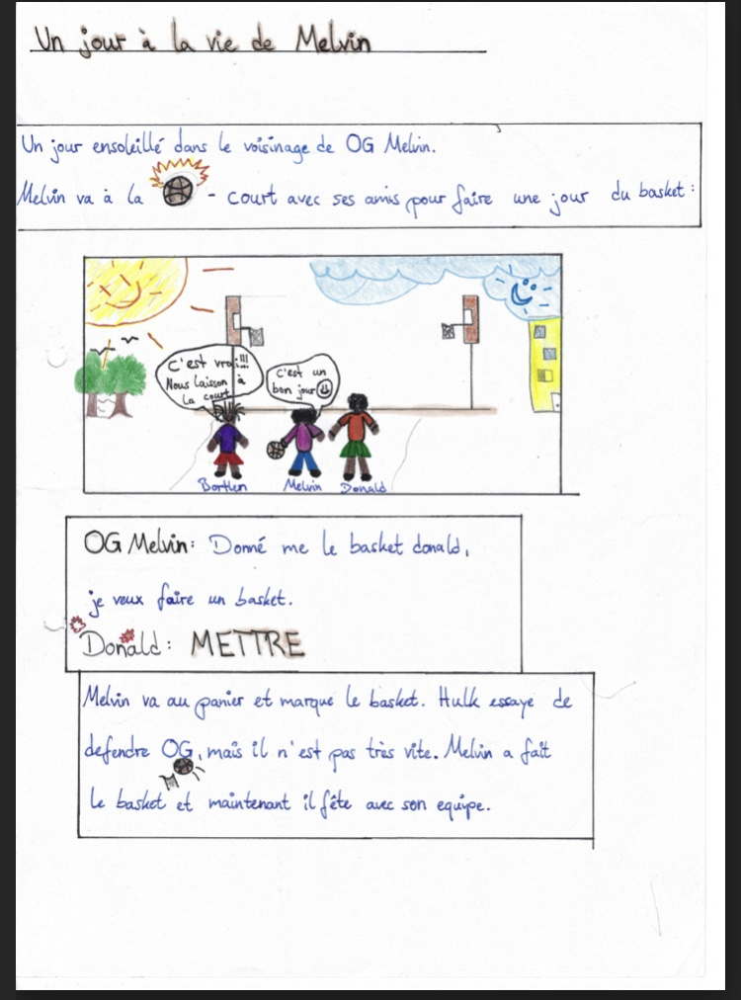 Un jour à la vie de Melvin
Un jour ensoleillé dans le voisinage de OG Melvin.
Melvin va à la - court avec ses amis pour faire une jour du basket:
C'est vrai!!!
Nous laisson à
la court
C'est un
bon jour
Bortlen
Melvin
Donald
OG Melvin: Donné me le basket donald,
je veux faire un basket.
Donald: METTRE
Melvin va au panier et marque le basket. Hulk essaye de
defendre OG, mais il n'est pas très vite. Melvin a fait
le basket et maintenant il fête avec son equipe.